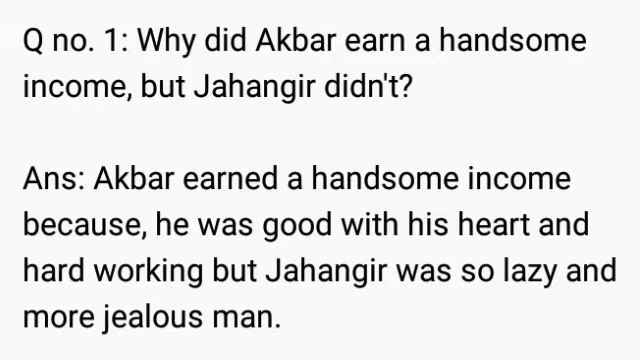 Q no. 1: Why did Akbar earn a handsome
income, but Jahangir didn't?
Ans: Akbar earned a handsome income
because, he was good with his heart and
hard working but Jahangir was so lazy and
more jealous man.